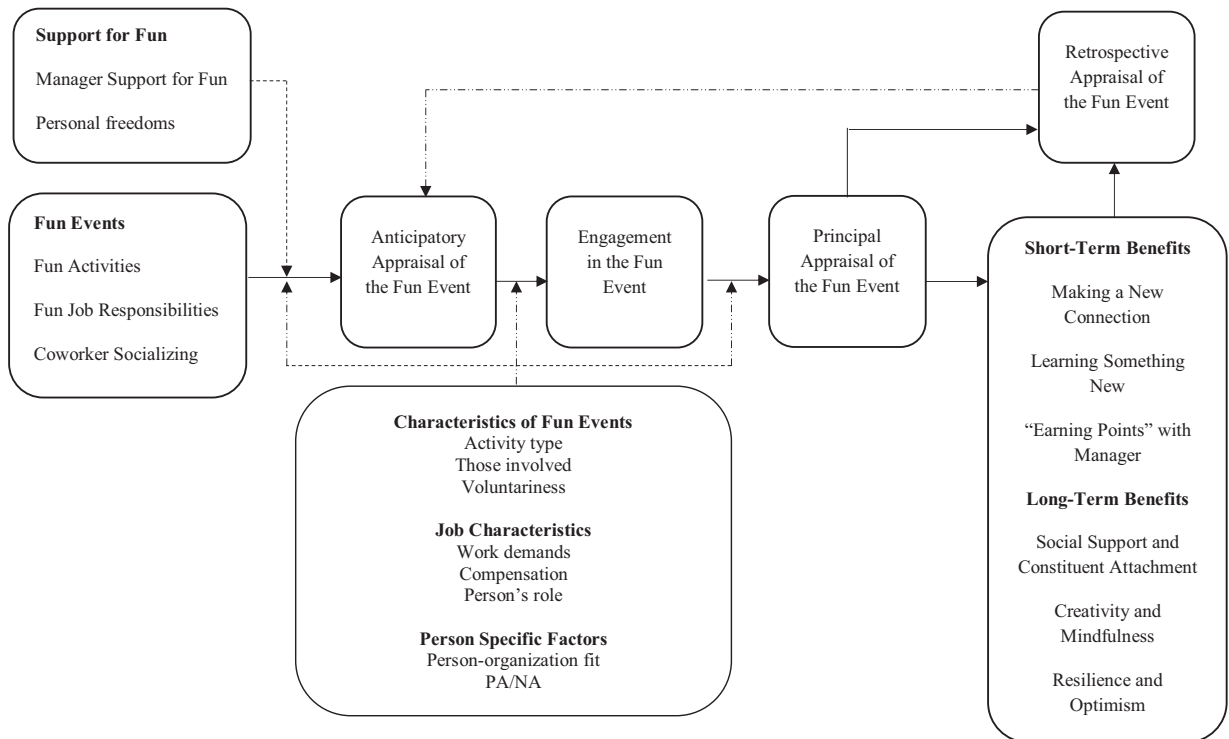 Support for Fun
Manager Support for Fun
Personal freedoms
Retrospective
Appraisal of
the Fun Event
Fun Events
Fun Activities
Fun Job Responsibilities
Coworker Socializing
Anticipatory
Appraisal of
the Fun Event
Engagement
in the Fun
Event
Principal
Appraisal of
the Fun Event
Short-Term Benefits
Making a New
Connection
Learning Something
New
“Earning Points” with
Manager
Long-Term Benefits
Social Support and
Constituent Attachment
Creativity and
Mindfulness
Resilience and
Optimism
Characteristics of Fun Events
Activity type
Those involved
Voluntariness
Job Characteristics
Work demands
Compensation
Person’s role
Person Specific Factors
Person-organization fit
PA/NA